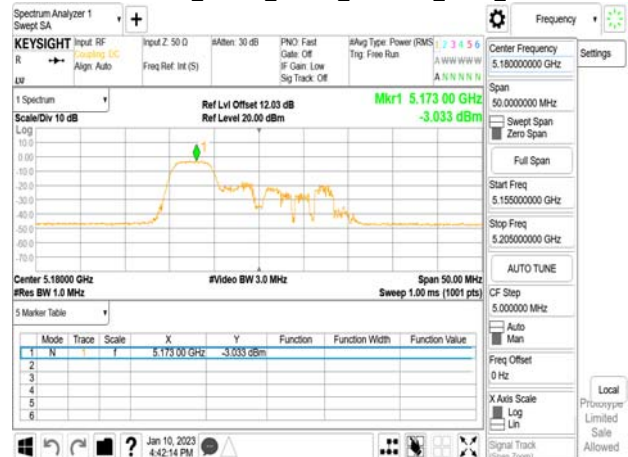 Spectrum Analyzer 1
Swept SA
Frequency
KEYSIGHT
R
Input: RF
Coupling: DC
Align: Auto
Input Z: 50 Ω
Freq Ref: Int (S)
#Atten: 30 dB
PNO: Fast
Gate: Off
IF Gain: Low
Sig Track: Off
#Avg Type: Power (RMS
Trig: Free Run
1 2 3 4 5 6
A W W W W W
A N N N N N
1 Spectrum
Scale/Div 10 dB
Ref Lvl Offset 12.03 dB
Ref Level 20.00 dBm
Mkr1 5.173 00 GHz
-3.033 dBm
Log
10.0
0.00
-10.0
-20.0
-30.0
-40.0
-50.0
-60.0
-70.0
1
Center 5.18000 GHz
#Res BW 1.0 MHz
#Video BW 3.0 MHz
Span 50.00 MHz
Sweep 1.00 ms (1001 pts)
5 Marker Table
Mode Trace Scale X Y Function Function Width Function Value
1 N 1 f 5.173 00 GHz -3.033 dBm
2
3
4
5
6
Jan 10, 2023
4:42:14 PM
Center Frequency
5.180000000 GHz
Settings
Span
50.0000000 MHz
Swept Span
Zero Span
Full Span
Start Freq
5.155000000 GHz
Stop Freq
5.205000000 GHz
AUTO TUNE
CF Step
5.000000 MHz
Auto
Man
Freq Offset
0 Hz
X Axis Scale
Log
Lin
Signal Track
(Span Zoom)
Local
Prototype
Limited
Sale
Allowed